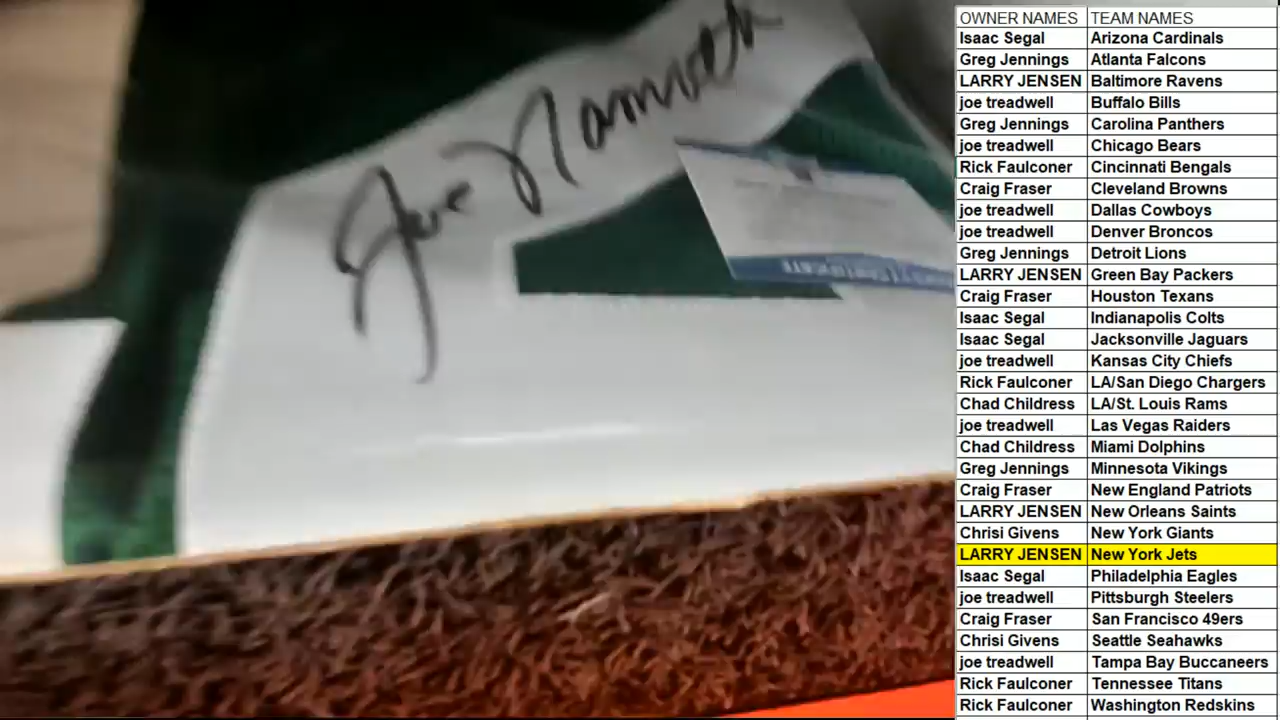 Joe Namath
CERTIFICATE
OWNER NAMES TEAM NAMES
Isaac Segal Arizona Cardinals
Greg Jennings Atlanta Falcons
LARRY JENSEN Baltimore Ravens
joe treadwell Buffalo Bills
Greg Jennings Carolina Panthers
joe treadwell Chicago Bears
Rick Faulconer Cincinnati Bengals
Craig Fraser Cleveland Browns
joe treadwell Dallas Cowboys
joe treadwell Denver Broncos
Greg Jennings Detroit Lions
LARRY JENSEN Green Bay Packers
Craig Fraser Houston Texans
Isaac Segal Indianapolis Colts
Isaac Segal Jacksonville Jaguars
joe treadwell Kansas City Chiefs
Rick Faulconer LA/San Diego Chargers
Chad Childress LA/St. Louis Rams
joe treadwell Las Vegas Raiders
Chad Childress Miami Dolphins
Greg Jennings Minnesota Vikings
Craig Fraser New England Patriots
LARRY JENSEN New Orleans Saints
Chrisi Givens New York Giants
LARRY JENSEN New York Jets
Isaac Segal Philadelphia Eagles
joe treadwell Pittsburgh Steelers
Craig Fraser San Francisco 49ers
Chrisi Givens Seattle Seahawks
joe treadwell Tampa Bay Buccaneers
Rick Faulconer Tennessee Titans
Rick Faulconer Washington Redskins